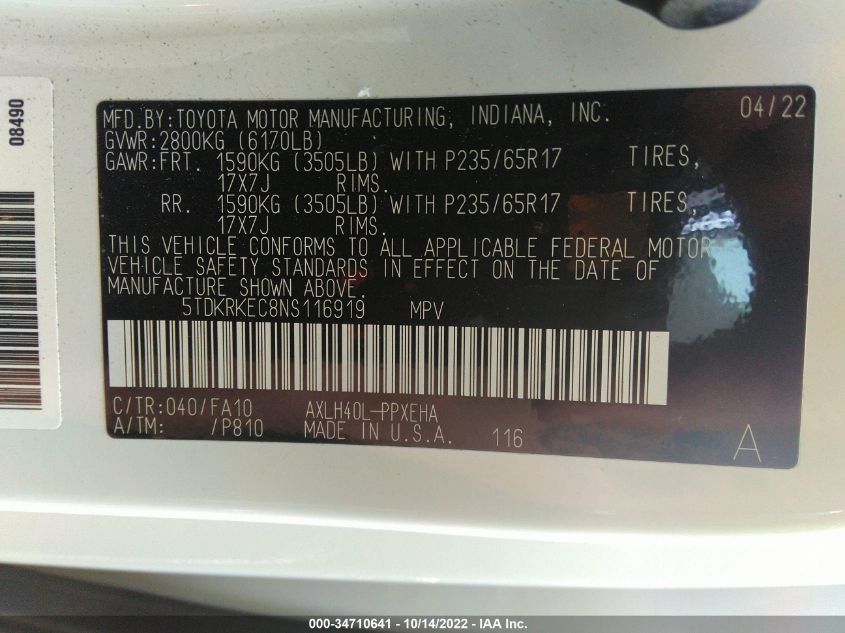 08490
MFD.BY:TOYOTA MOTOR MANUFACTURING, INDIANA, INC. 04/22
GVWR:2800KG (6170LB)
GAWR:FRT. 1590KG (3505LB) WITH P235/65R17 TIRES,
17X7J RIMS.
RR. 1590KG (3505LB) WITH P235/65R17 TIRES,
17X7J RIMS.
THIS VEHICLE CONFORMS TO ALL APPLICABLE FEDERAL MOTOR
VEHICLE SAFETY STANDARDS IN EFFECT ON THE DATE OF
MANUFACTURE SHOWN ABOVE.
5TDKRKEC8NS116919 MPV
C/TR:040/FA10 AXLH40L-PPXEHA
A/TM: /P810 MADE IN U.S.A. 116 A
000-34710641 - 10/14/2022 - IAA Inc.